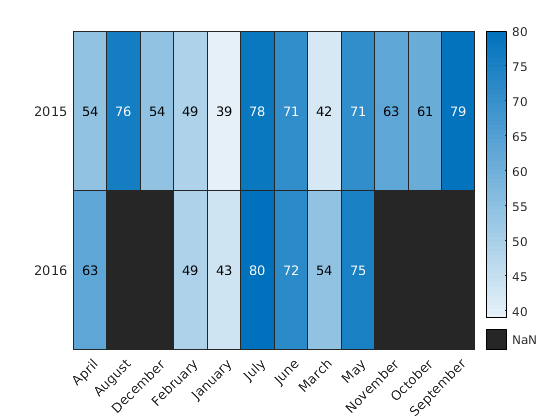 2015 54 76 54 49 39 78 71 42 71 63 61 79
2016 63 49 43 80 72 54 75
April August December February January July June March May November October September
80
75
70
65
60
55
50
45
40
NaN